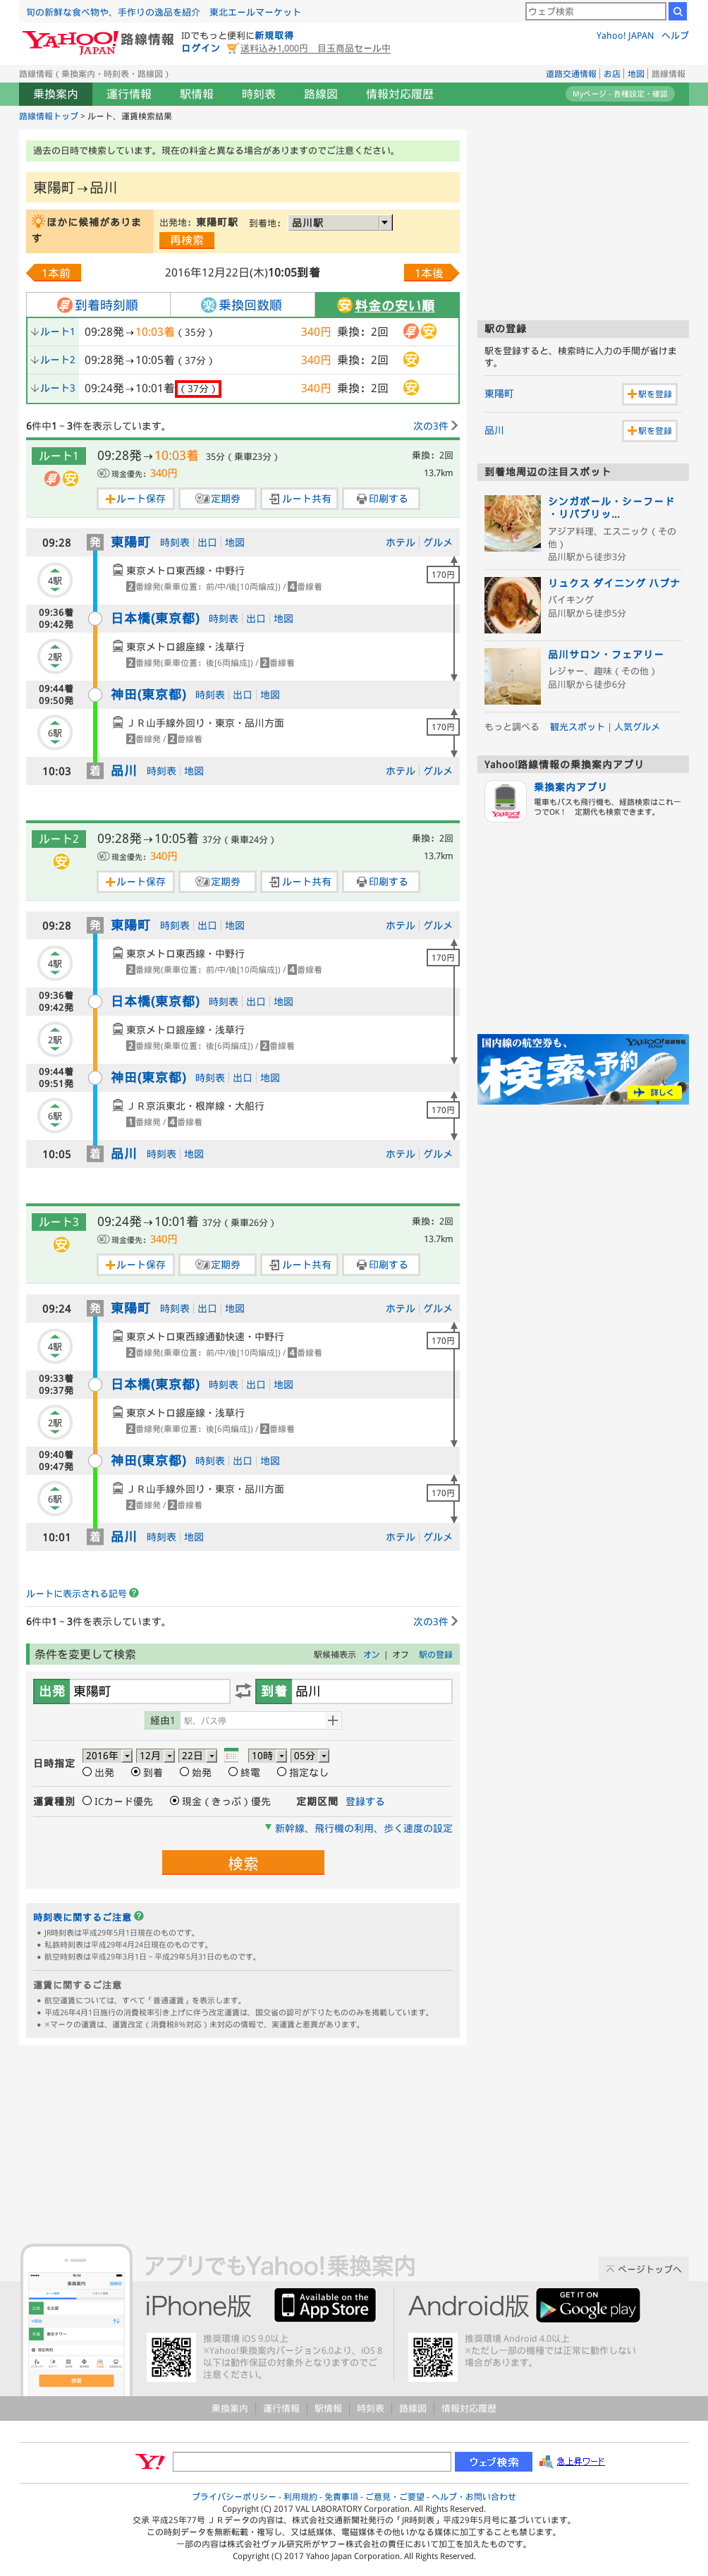 旬の新鮮な食べ物や、手作りの逸品を紹介　東北エールマーケット
ウェブ検索
YAHOO! JAPAN 路線情報
IDでもっと便利に新規取得
ログイン
送料込み1,000円　目玉商品セール中
Yahoo! JAPAN ヘルプ
路線情報（乗換案内・時刻表・路線図）
道路交通情報 お店 地図 路線情報
乗換案内 運行情報 駅情報 時刻表 路線図 情報対応履歴
Myページ - 各種設定・確認
路線情報トップ > ルート、運賃検索結果
過去の日時で検索しています。現在の料金と異なる場合がありますのでご注意ください。
東陽町→品川
ほかに候補があります
出発地：東陽町駅 到着地：品川駅
再検索
1本前
2016年12月22日(木)10:05到着
1本後
早到着時刻順 楽乗換回数順 安料金の安い順
ルート1 09:28発→10:03着（35分） 340円 乗換：2回 早 安
ルート2 09:28発→10:05着（37分） 340円 乗換：2回 安
ルート3 09:24発→10:01着（37分） 340円 乗換：2回 安
6件中1～3件を表示しています。 次の3件
ルート1 09:28発→10:03着 35分（乗車23分） 乗換：2回
早 安 現金優先：340円 13.7km
ルート保存 定期券 ルート共有 印刷する
09:28 発 東陽町 時刻表 出口 地図 ホテル グルメ
4駅 東京メトロ東西線・中野行 170円
2番線発(乗車位置：前/中/後[10両編成]) / 4番線着
09:36着
09:42発
日本橋(東京都) 時刻表 出口 地図
2駅 東京メトロ銀座線・浅草行
2番線発(乗車位置：後[6両編成]) / 2番線着
09:44着
09:50発
神田(東京都) 時刻表 出口 地図
6駅 ＪＲ山手線外回り・東京・品川方面 170円
2番線発 / 2番線着
10:03 着 品川 時刻表 地図 ホテル グルメ
ルート2 09:28発→10:05着 37分（乗車24分） 乗換：2回
安 現金優先：340円 13.7km
ルート保存 定期券 ルート共有 印刷する
09:28 発 東陽町 時刻表 出口 地図 ホテル グルメ
4駅 東京メトロ東西線・中野行 170円
2番線発(乗車位置：前/中/後[10両編成]) / 4番線着
09:36着
09:42発
日本橋(東京都) 時刻表 出口 地図
2駅 東京メトロ銀座線・浅草行
2番線発(乗車位置：後[6両編成]) / 2番線着
09:44着
09:51発
神田(東京都) 時刻表 出口 地図
6駅 ＪＲ京浜東北・根岸線・大船行 170円
1番線発 / 4番線着
10:05 着 品川 時刻表 地図 ホテル グルメ
ルート3 09:24発→10:01着 37分（乗車26分） 乗換：2回
安 現金優先：340円 13.7km
ルート保存 定期券 ルート共有 印刷する
09:24 発 東陽町 時刻表 出口 地図 ホテル グルメ
4駅 東京メトロ東西線通勤快速・中野行 170円
2番線発(乗車位置：前/中/後[10両編成]) / 4番線着
09:33着
09:37発
日本橋(東京都) 時刻表 出口 地図
2駅 東京メトロ銀座線・浅草行
2番線発(乗車位置：後[6両編成]) / 2番線着
09:40着
09:47発
神田(東京都) 時刻表 出口 地図
6駅 ＪＲ山手線外回り・東京・品川方面 170円
2番線発 / 2番線着
10:01 着 品川 時刻表 地図 ホテル グルメ
ルートに表示される記号
6件中1～3件を表示しています。 次の3件
条件を変更して検索 駅候補表示 オン | オフ 駅の登録
出発 東陽町 到着 品川
経由1 駅、バス停
日時指定 2016年 12月 22日 10時 05分
出発 到着 始発 終電 指定なし
運賃種別 ICカード優先 現金（きっぷ）優先 定期区間 登録する
新幹線、飛行機の利用、歩く速度の設定
検索
時刻表に関するご注意
JR時刻表は平成29年5月1日現在のものです。
私鉄時刻表は平成29年4月24日現在のものです。
航空時刻表は平成29年3月1日～平成29年5月31日のものです。
運賃に関するご注意
航空運賃については、すべて「普通運賃」を表示します。
平成26年4月1日施行の消費税率引き上げに伴う改定運賃は、国交省の認可が下りたもののみを掲載しています。
※マークの運賃は、運賃改定（消費税8％対応）未対応の情報で、実運賃と差異があります。
駅の登録
駅を登録すると、検索時に入力の手間が省けます。
東陽町 駅を登録
品川 駅を登録
到着地周辺の注目スポット
シンガポール・シーフード・リパブリッ...
アジア料理、エスニック（その他）
品川駅から徒歩3分
リュクス ダイニング ハプナ
バイキング
品川駅から徒歩5分
品川サロン・フェアリー
レジャー、趣味（その他）
品川駅から徒歩6分
もっと調べる 観光スポット | 人気グルメ
Yahoo!路線情報の乗換案内アプリ
乗換案内アプリ
電車もバスも飛行機も、経路検索はこれ一つでOK！　定期代も検索できます。
国内線の航空券も、 YAHOO! JAPAN 路線情報
検索、予約
詳しく
アプリでもYahoo!乗換案内
ページトップへ
iPhone版 Available on the App Store
推奨環境 iOS 9.0以上
※Yahoo!乗換案内バージョン6.0より、iOS 8以下は動作保証の対象外となりますのでご注意ください。
Android版 GET IT ON Google play
推奨環境 Android 4.0以上
※ただし一部の機種では正常に動作しない場合があります。
乗換案内 運行情報 駅情報 時刻表 路線図 情報対応履歴
Y! ウェブ検索 急上昇ワード
プライバシーポリシー - 利用規約 - 免責事項 - ご意見・ご要望 - ヘルプ・お問い合わせ
Copyright (C) 2017 VAL LABORATORY Corporation. All Rights Reserved.
交承 平成25年77号 ＪＲデータの内容は、株式会社交通新聞社発行の「JR時刻表」平成29年5月号に基づいています。
この時刻データを無断転載・複写し、又は紙媒体、電磁媒体その他いかなる媒体に加工することも禁じます。
一部の内容は株式会社ヴァル研究所がヤフー株式会社の責任において加工を加えたものです。
Copyright (C) 2017 Yahoo Japan Corporation. All Rights Reserved.